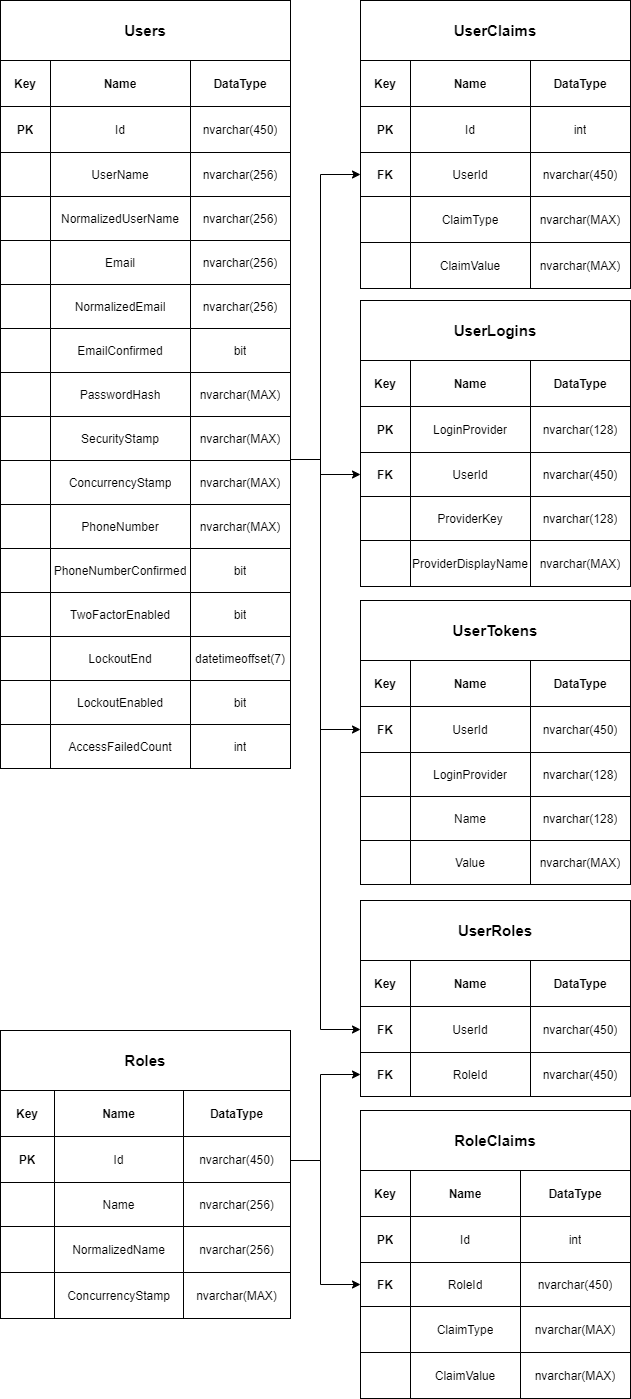 Users
Key Name DataType
PK Id nvarchar(450)
UserName nvarchar(256)
NormalizedUserName nvarchar(256)
Email nvarchar(256)
NormalizedEmail nvarchar(256)
EmailConfirmed bit
PasswordHash nvarchar(MAX)
SecurityStamp nvarchar(MAX)
ConcurrencyStamp nvarchar(MAX)
PhoneNumber nvarchar(MAX)
PhoneNumberConfirmed bit
TwoFactorEnabled bit
LockoutEnd datetimeoffset(7)
LockoutEnabled bit
AccessFailedCount int
UserClaims
Key Name DataType
PK Id int
FK UserId nvarchar(450)
ClaimType nvarchar(MAX)
ClaimValue nvarchar(MAX)
UserLogins
Key Name DataType
PK LoginProvider nvarchar(128)
FK UserId nvarchar(450)
ProviderKey nvarchar(128)
ProviderDisplayName nvarchar(MAX)
UserTokens
Key Name DataType
FK UserId nvarchar(450)
LoginProvider nvarchar(128)
Name nvarchar(128)
Value nvarchar(MAX)
UserRoles
Key Name DataType
FK UserId nvarchar(450)
FK RoleId nvarchar(450)
Roles
Key Name DataType
PK Id nvarchar(450)
Name nvarchar(256)
NormalizedName nvarchar(256)
ConcurrencyStamp nvarchar(MAX)
RoleClaims
Key Name DataType
PK Id int
FK RoleId nvarchar(450)
ClaimType nvarchar(MAX)
ClaimValue nvarchar(MAX)